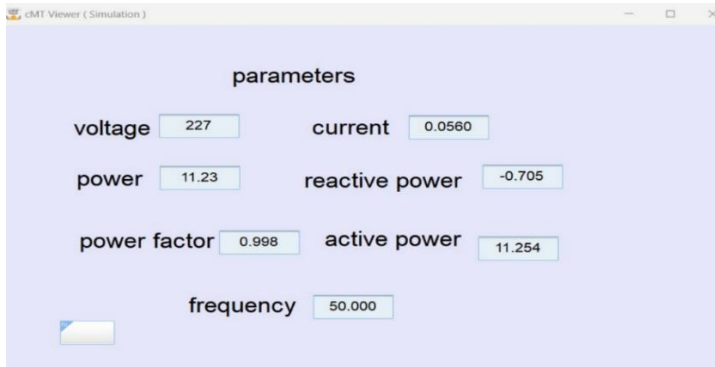 cMT Viewer ( Simulation )
parameters
voltage 227 current 0.0560
power 11.23 reactive power -0.705
power factor 0.998 active power 11.254
frequency 50.000